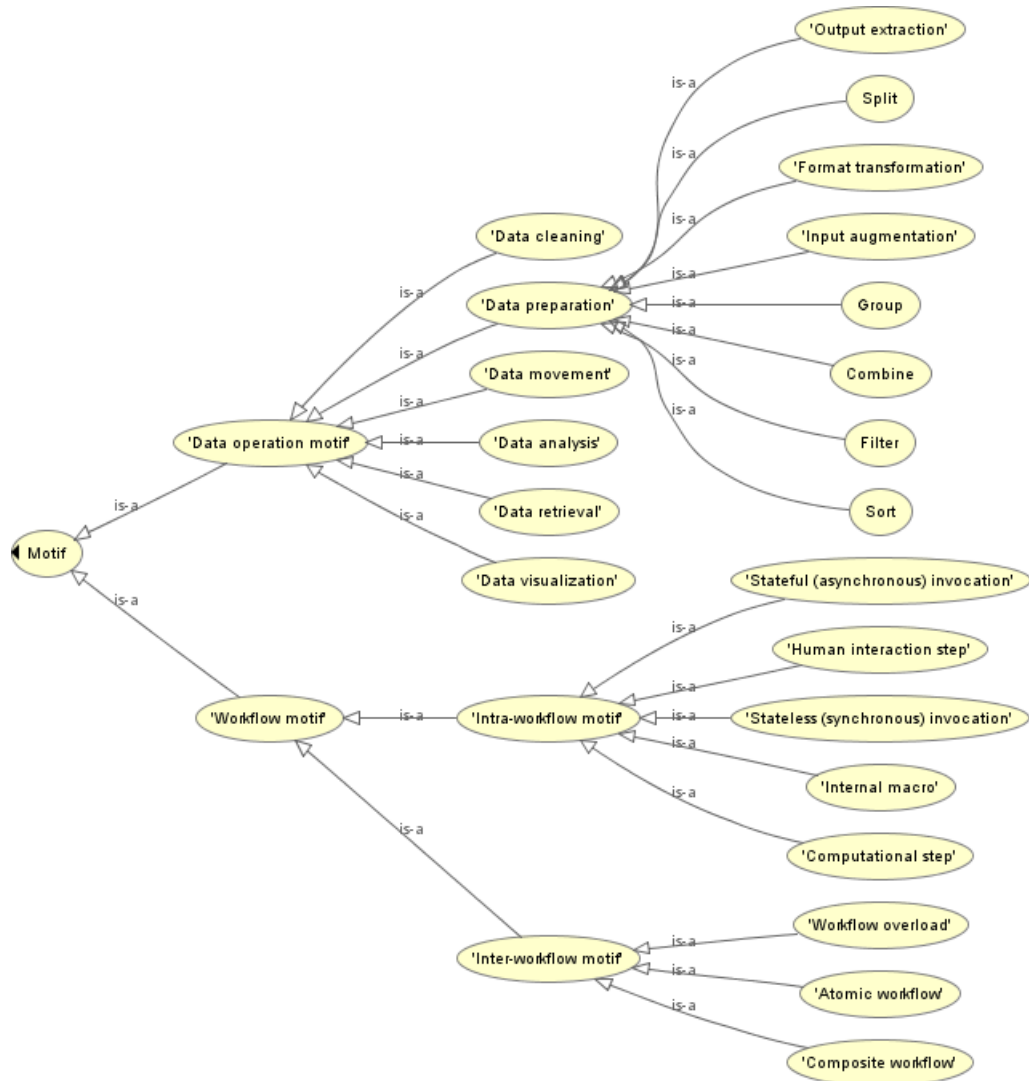 'Output extraction'
is-a
Split
is-a
'Format transformation'
is-a
'Data cleaning'
'Input augmentation'
is-a
is-a
'Data preparation'
is-a
Group
is-a
is-a
'Data movement'
is-a
Combine
is-a
is-a
'Data operation motif'
is-a
'Data analysis'
Filter
is-a
is-a
'Data retrieval'
Sort
is-a
Motif
'Data visualization'
'Stateful (asynchronous) invocation'
is-a
is-a
'Human interaction step'
is-a
'Workflow motif'
is-a
'Intra-workflow motif'
is-a
'Stateless (synchronous) invocation'
is-a
'Internal macro'
is-a
is-a
'Computational step'
'Workflow overload'
is-a
'Inter-workflow motif'
is-a
'Atomic workflow'
is-a
'Composite workflow'